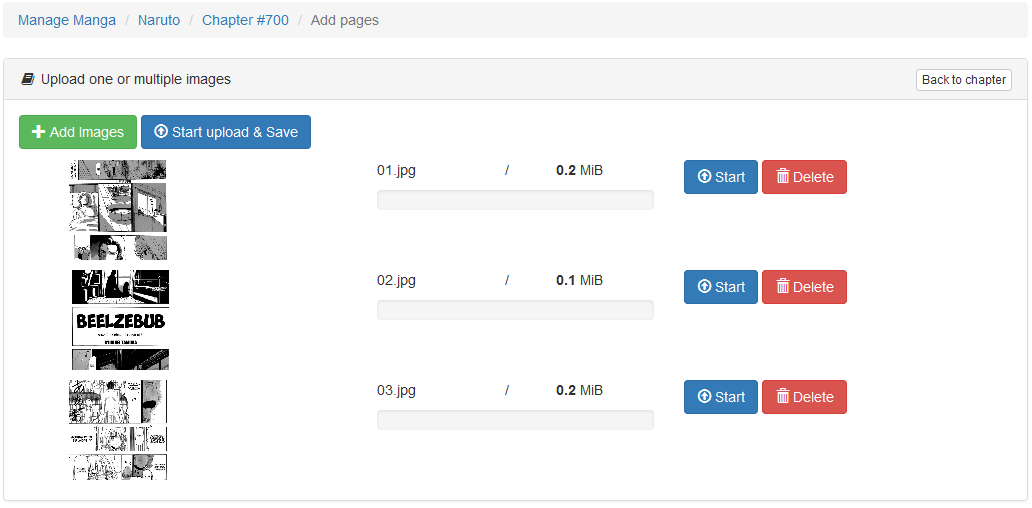 Manage Manga / Naruto / Chapter #700 / Add pages
Upload one or multiple images
Back to chapter
Add Images
Start upload & Save
01.jpg / 0.2 MiB
Start
Delete
02.jpg / 0.1 MiB
Start
Delete
BEELZEBUB
03.jpg / 0.2 MiB
Start
Delete